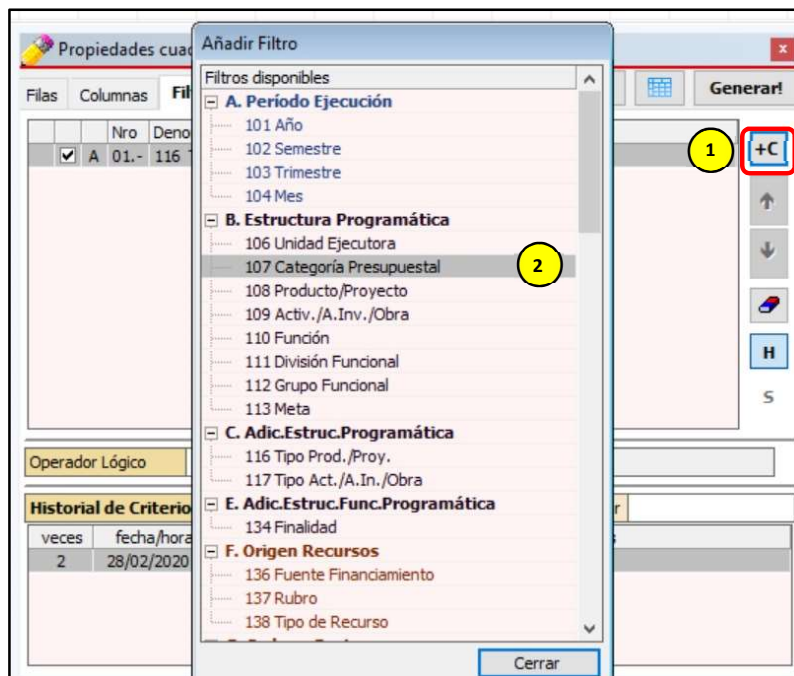 Propiedades cuad
Añadir Filtro
x
Filas Columnas Fil
Generar!
Filtros disponibles
Nro Deno
A 01.- 116 T
1
+C
A. Período Ejecución
101 Año
102 Semestre
103 Trimestre
104 Mes
B. Estructura Programática
106 Unidad Ejecutora
107 Categoría Presupuestal
2
108 Producto/Proyecto
109 Activ./A.Inv./Obra
110 Función
111 División Funcional
112 Grupo Funcional
113 Meta
H
S
C. Adic.Estruc.Programática
116 Tipo Prod./Proy.
117 Tipo Act./A.In./Obra
E. Adic.Estruc.Func.Programática
134 Finalidad
F. Origen Recursos
136 Fuente Financiamiento
137 Rubro
138 Tipo de Recurso
Cerrar
Operador Lógico
Historial de Criterio
r
veces fecha/hora
2 28/02/2020